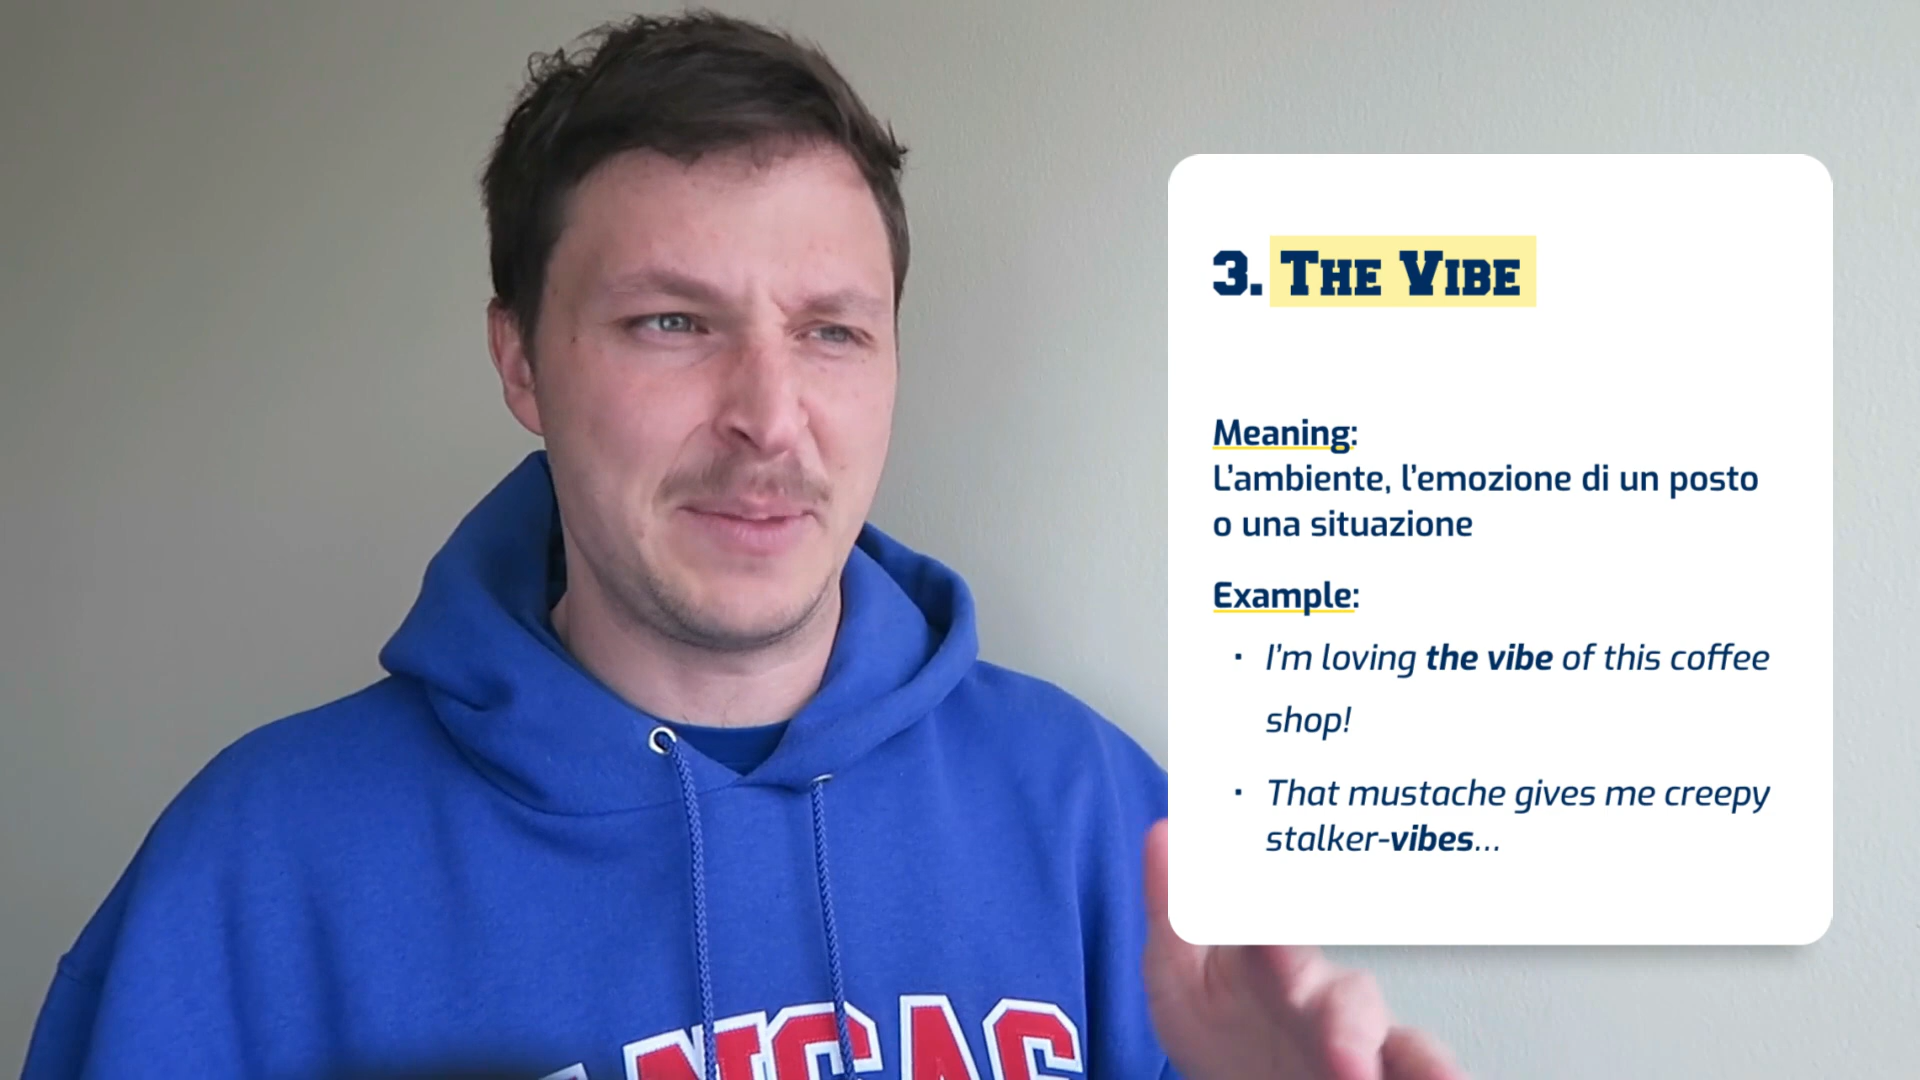 3. THE VIBE
Meaning:
L'ambiente, l'emozione di un posto
o una situazione
Example:
· I'm loving the vibe of this coffee
shop!
· That mustache gives me creepy
stalker-vibes...